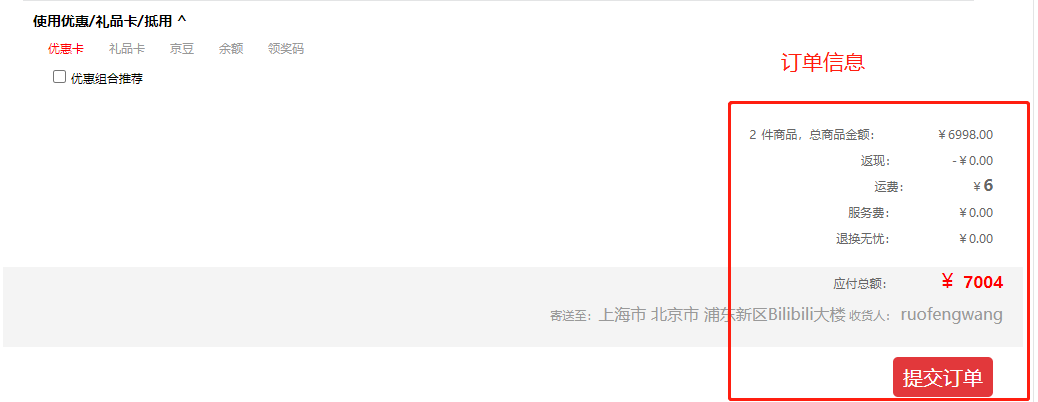 使用优惠/礼品卡/抵用 ^
优惠卡 礼品卡 京豆 余额 领奖码
优惠组合推荐
订单信息
2 件商品，总商品金额： ￥6998.00
返现： -￥0.00
运费： ￥6
服务费： ￥0.00
退换无忧： ￥0.00
应付总额： ￥ 7004
寄送至：上海市 北京市 浦东新区Bilibili大楼 收货人： ruofengwang
提交订单